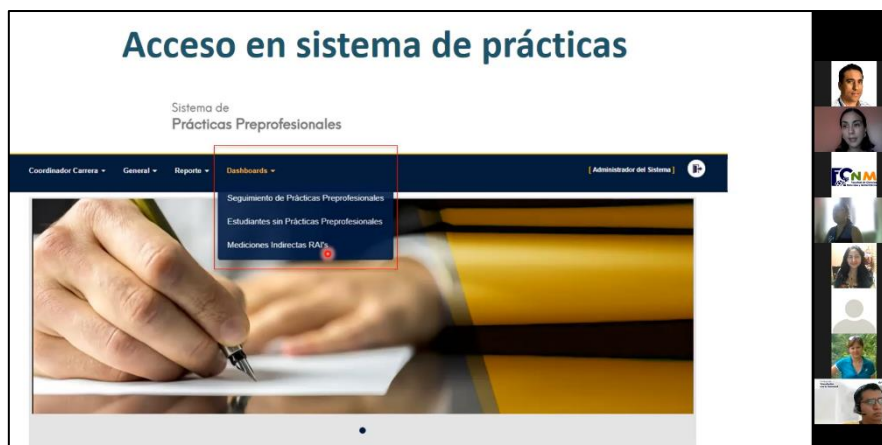 Acceso en sistema de prácticas
Sistema de
Prácticas Preprofesionales
Coordinador Carrera General Reporte Dashboards [ Administrador del Sistema ]
Seguimiento de Prácticas Preprofesionales
Estudiantes sin Prácticas Preprofesionales
Mediciones Indirectas RAI's
FCNM